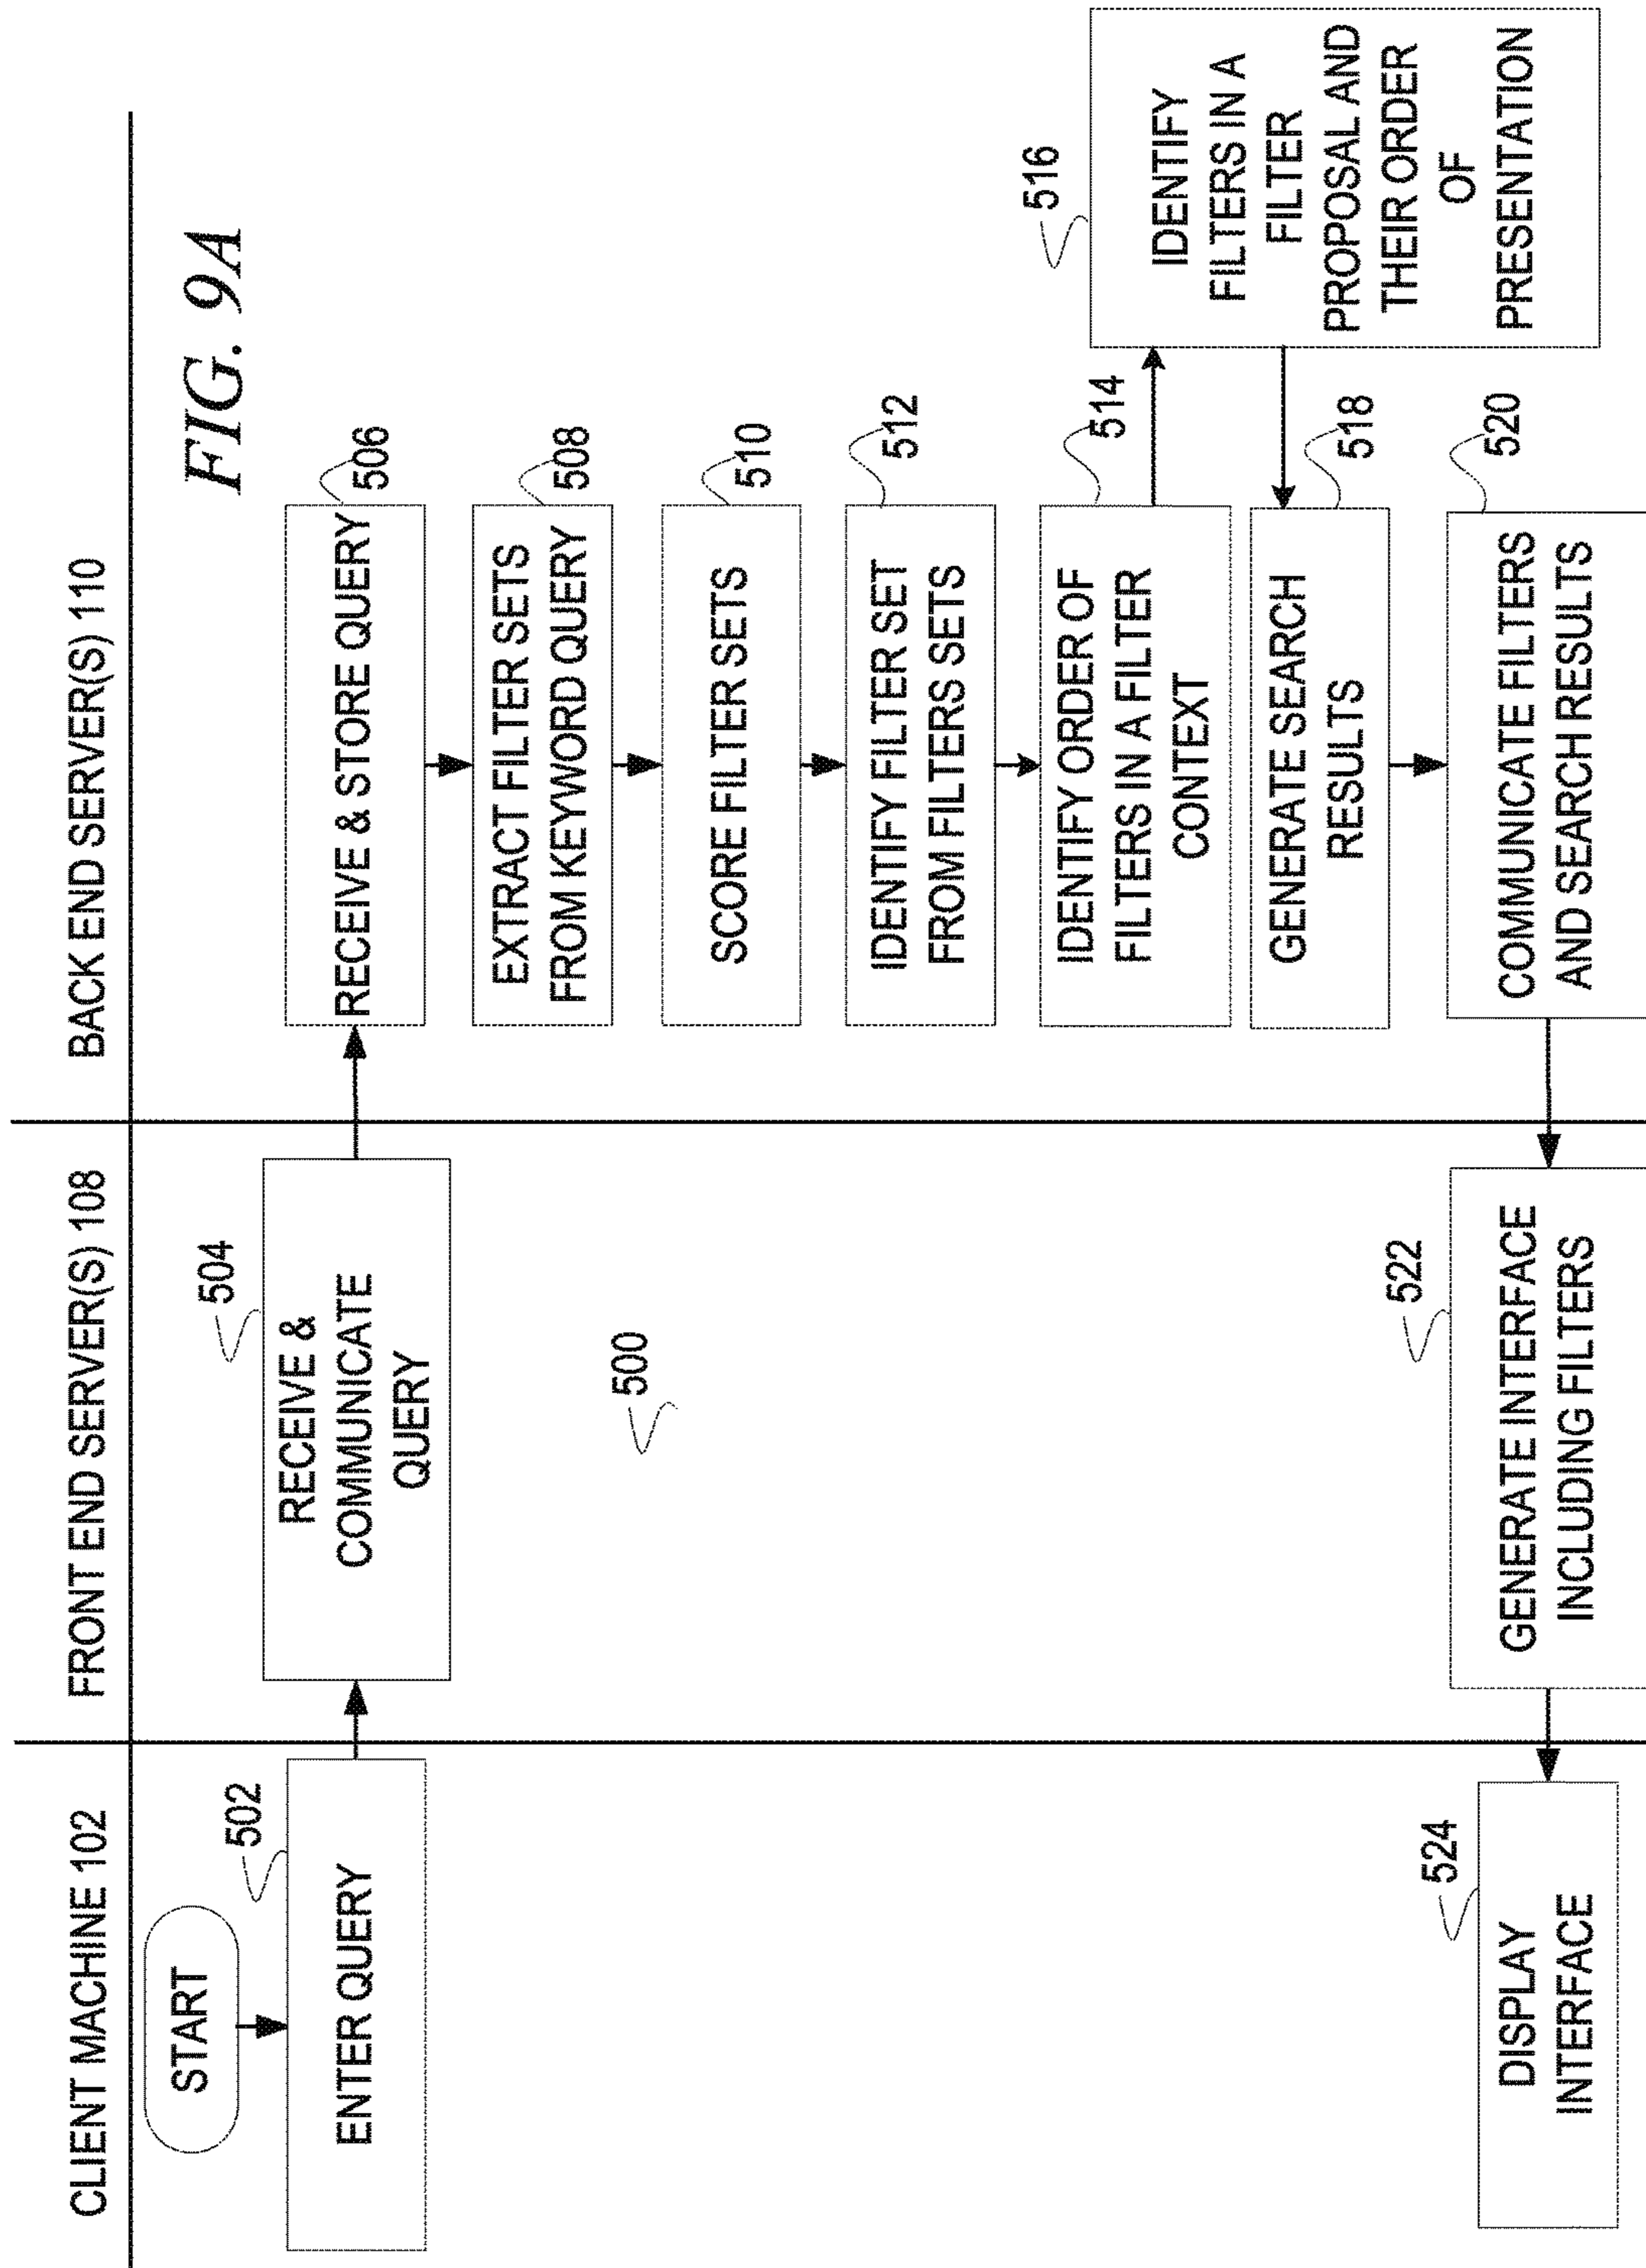 CLIENT MACHINE 102
FRONT END SERVER(S) 108
BACK END SERVER(S) 110
FIG. 9A
START
502
ENTER QUERY
504
RECEIVE &
COMMUNICATE
QUERY
RECEIVE & STORE QUERY
506
EXTRACT FILTER SETS
FROM KEYWORD QUERY
508
SCORE FILTER SETS
510
IDENTIFY FILTER SET
FROM FILTERS SETS
512
IDENTIFY ORDER OF
FILTERS IN A FILTER
CONTEXT
514
516
IDENTIFY
FILTERS IN A
FILTER
PROPOSAL AND
THEIR ORDER
OF
PRESENTATION
GENERATE SEARCH
RESULTS
518
COMMUNICATE FILTERS
AND SEARCH RESULTS
520
500
522
GENERATE INTERFACE
INCLUDING FILTERS
524
DISPLAY
INTERFACE